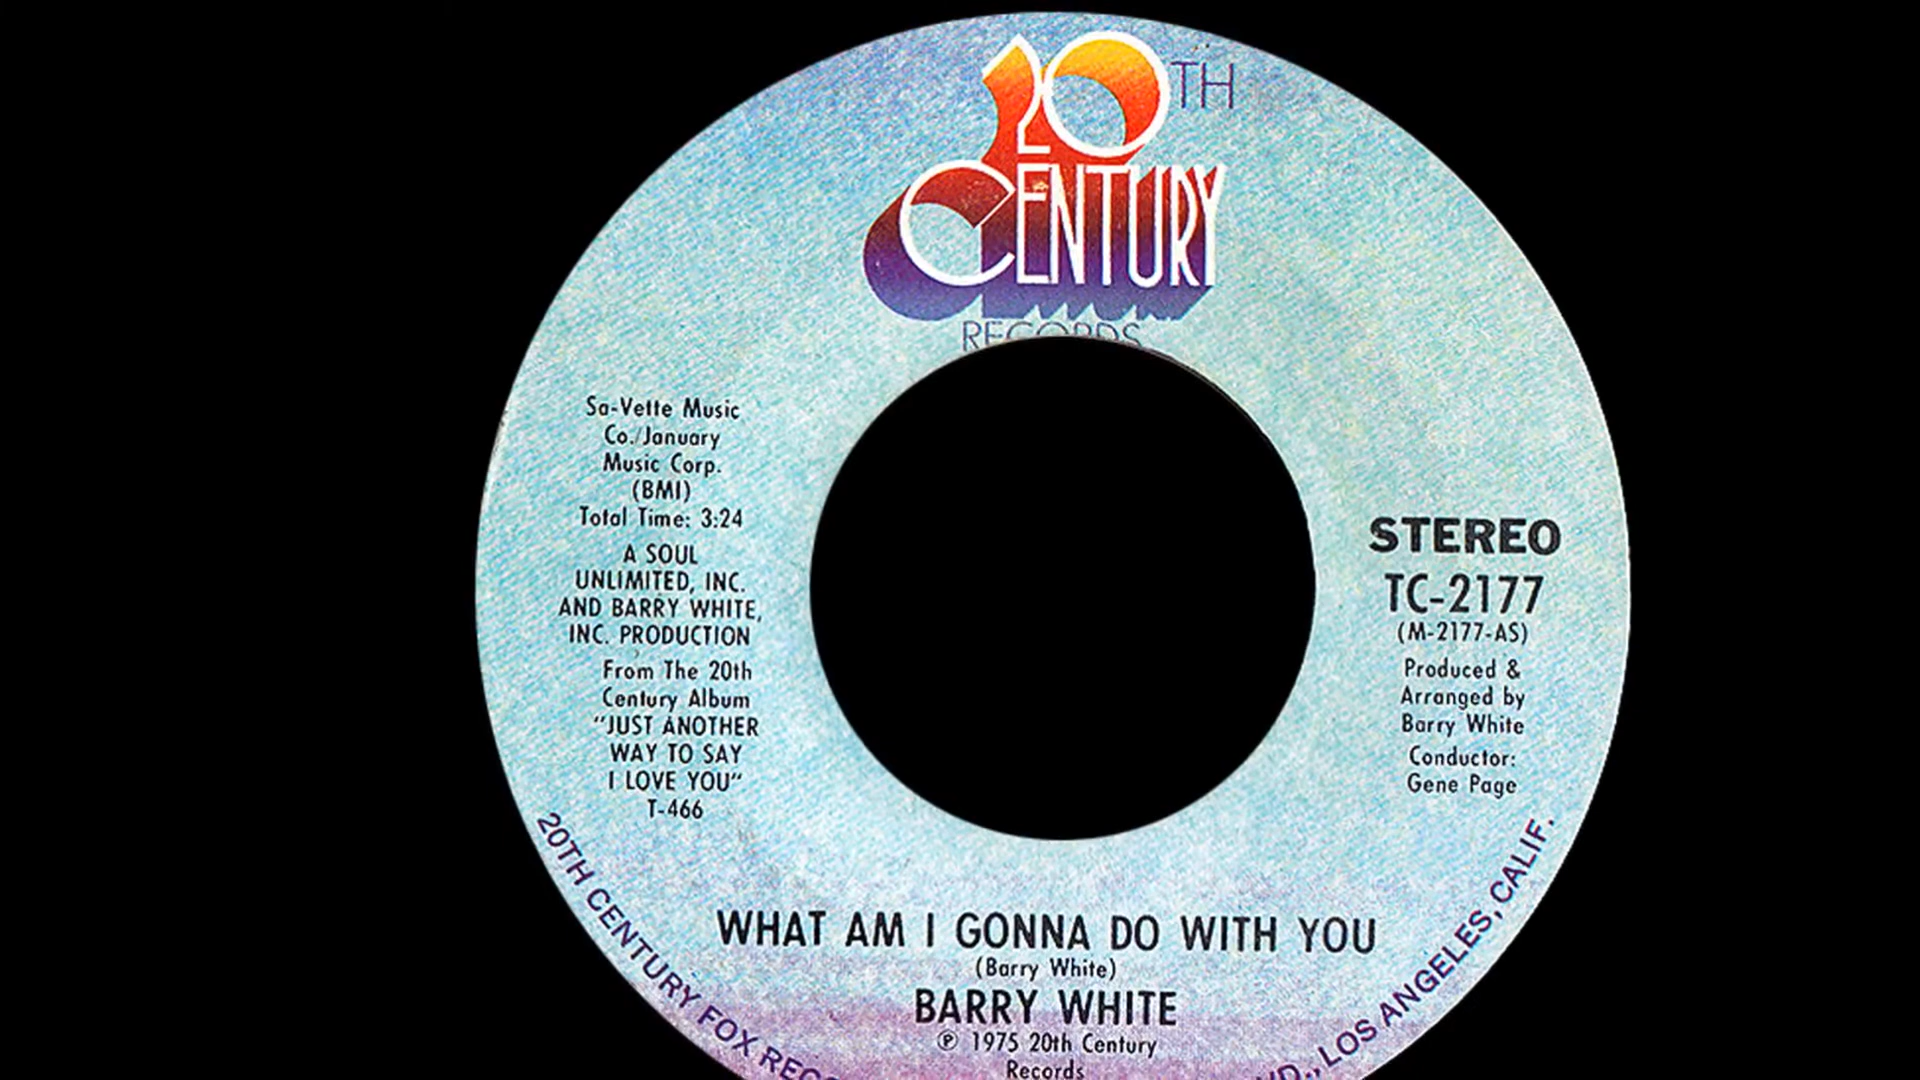 20TH
CENTURY
RECORDS
Sa-Vette Music
Co./January
Music Corp.
(BMI)
Total Time: 3:24
A SOUL
UNLIMITED, INC.
AND BARRY WHITE,
INC. PRODUCTION
From The 20th
Century Album
"JUST ANOTHER
WAY TO SAY
I LOVE YOU"
T-466
STEREO
TC-2177
(M-2177-AS)
Produced &
Arranged by
Barry White
Conductor:
Gene Page
WHAT AM I GONNA DO WITH YOU
(Barry White)
BARRY WHITE
℗ 1975 20th Century
Records
20TH CENTURY FOX REC
VD., LOS ANGELES, CALIF.